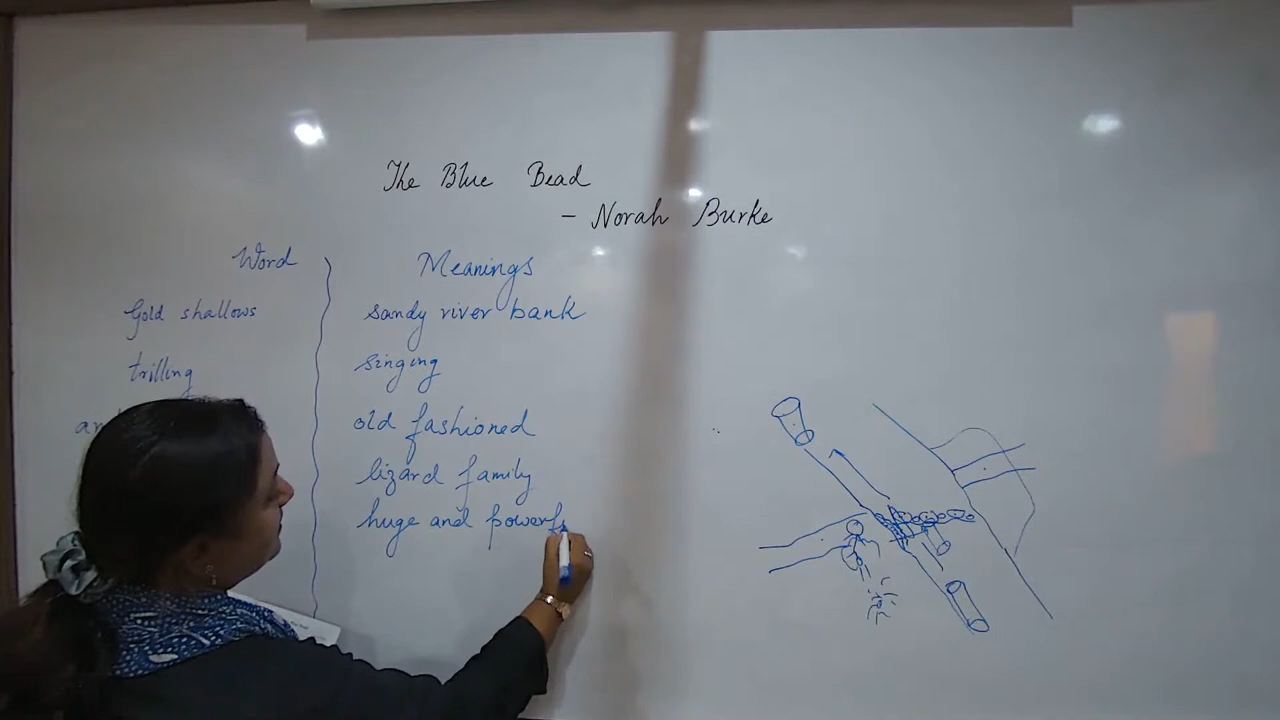 The Blue Bead
- Norah Burke
Word Meanings
Gold shallows sandy river bank
trilling singing
old fashioned
lizard family
huge and powerf